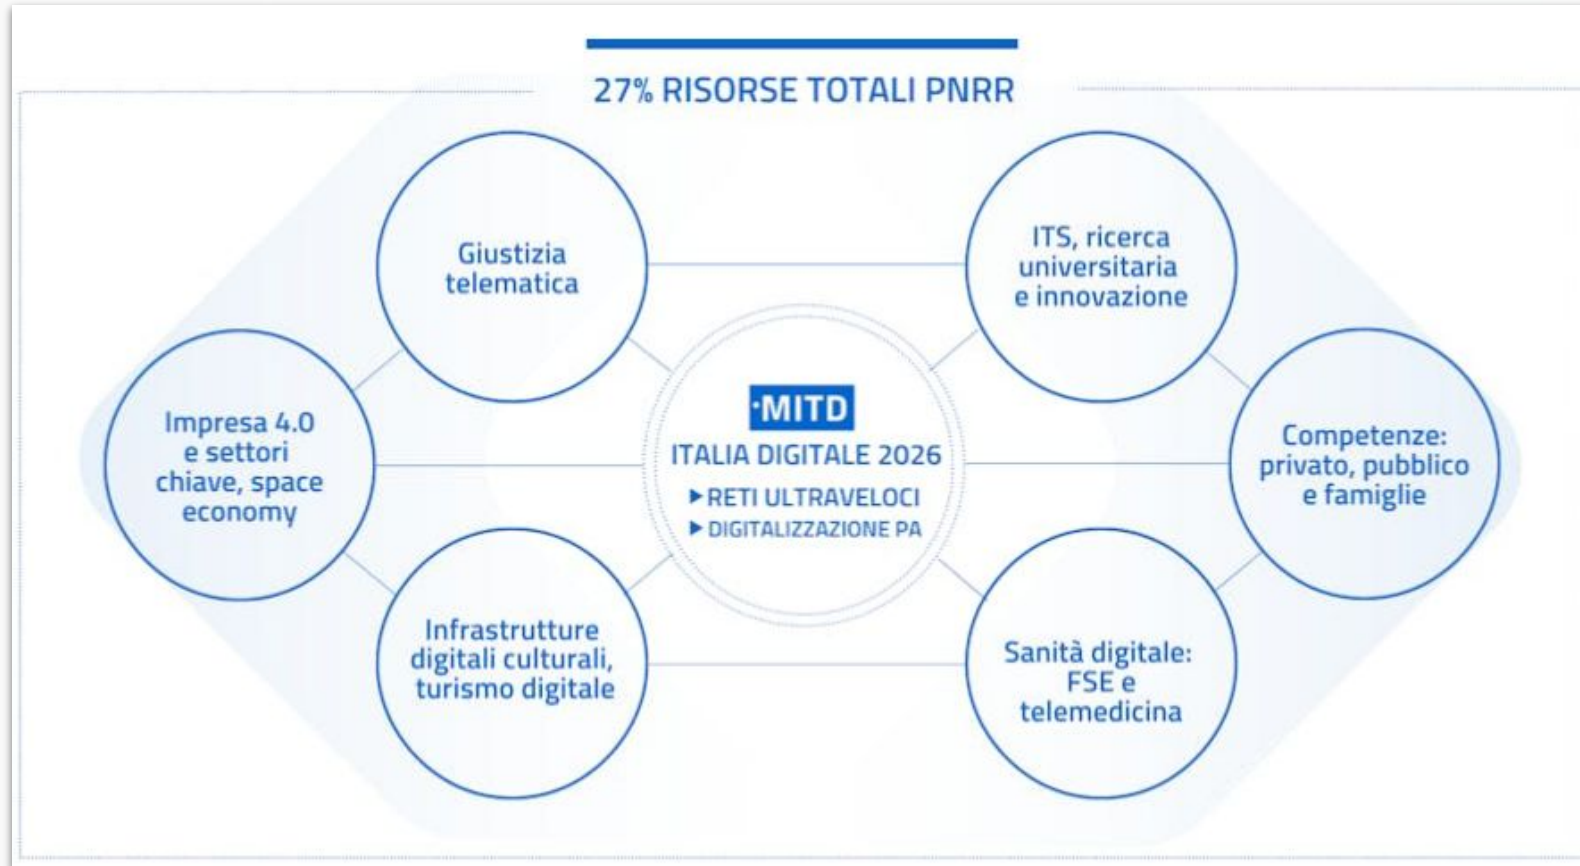 27% RISORSE TOTALI PNRR
Giustizia
telematica
ITS, ricerca
universitaria
e innovazione
Impresa 4.0
e settori
chiave, space
economy
·MITD
ITALIA DIGITALE 2026
▶ RETI ULTRAVELOCI
▶ DIGITALIZZAZIONE PA
Competenze:
privato, pubblico
e famiglie
Infrastrutture
digitali culturali,
turismo digitale
Sanità digitale:
FSE e
telemedicina